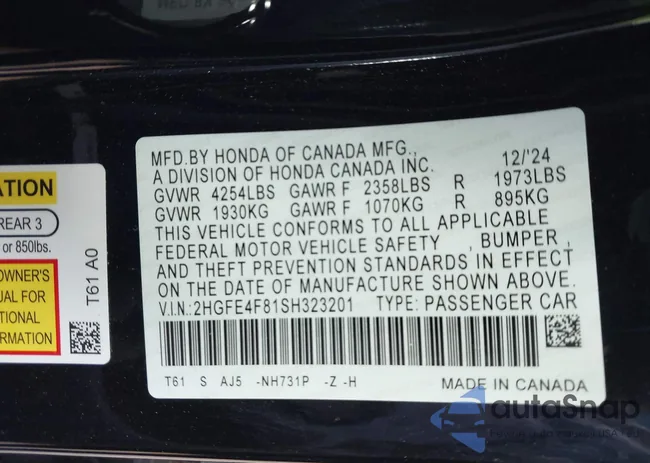 ATION
REAR 3
or 850lbs.
OWNER'S
UAL FOR
TIONAL
RMATION
T61 A0
MFD.BY HONDA OF CANADA MFG.,
A DIVISION OF HONDA CANADA INC. 12/'24
GVWR 4254LBS GAWR F 2358LBS R 1973LBS
GVWR 1930KG GAWR F 1070KG R 895KG
THIS VEHICLE CONFORMS TO ALL APPLICABLE
FEDERAL MOTOR VEHICLE SAFETY , BUMPER ,
AND THEFT PREVENTION STANDARDS IN EFFECT
ON THE DATE OF MANUFACTURE SHOWN ABOVE.
V.I.N.:2HGFE4F81SH323201 TYPE: PASSENGER CAR
T61 S AJ5 -NH731P -Z -H MADE IN CANADA
autoSnap